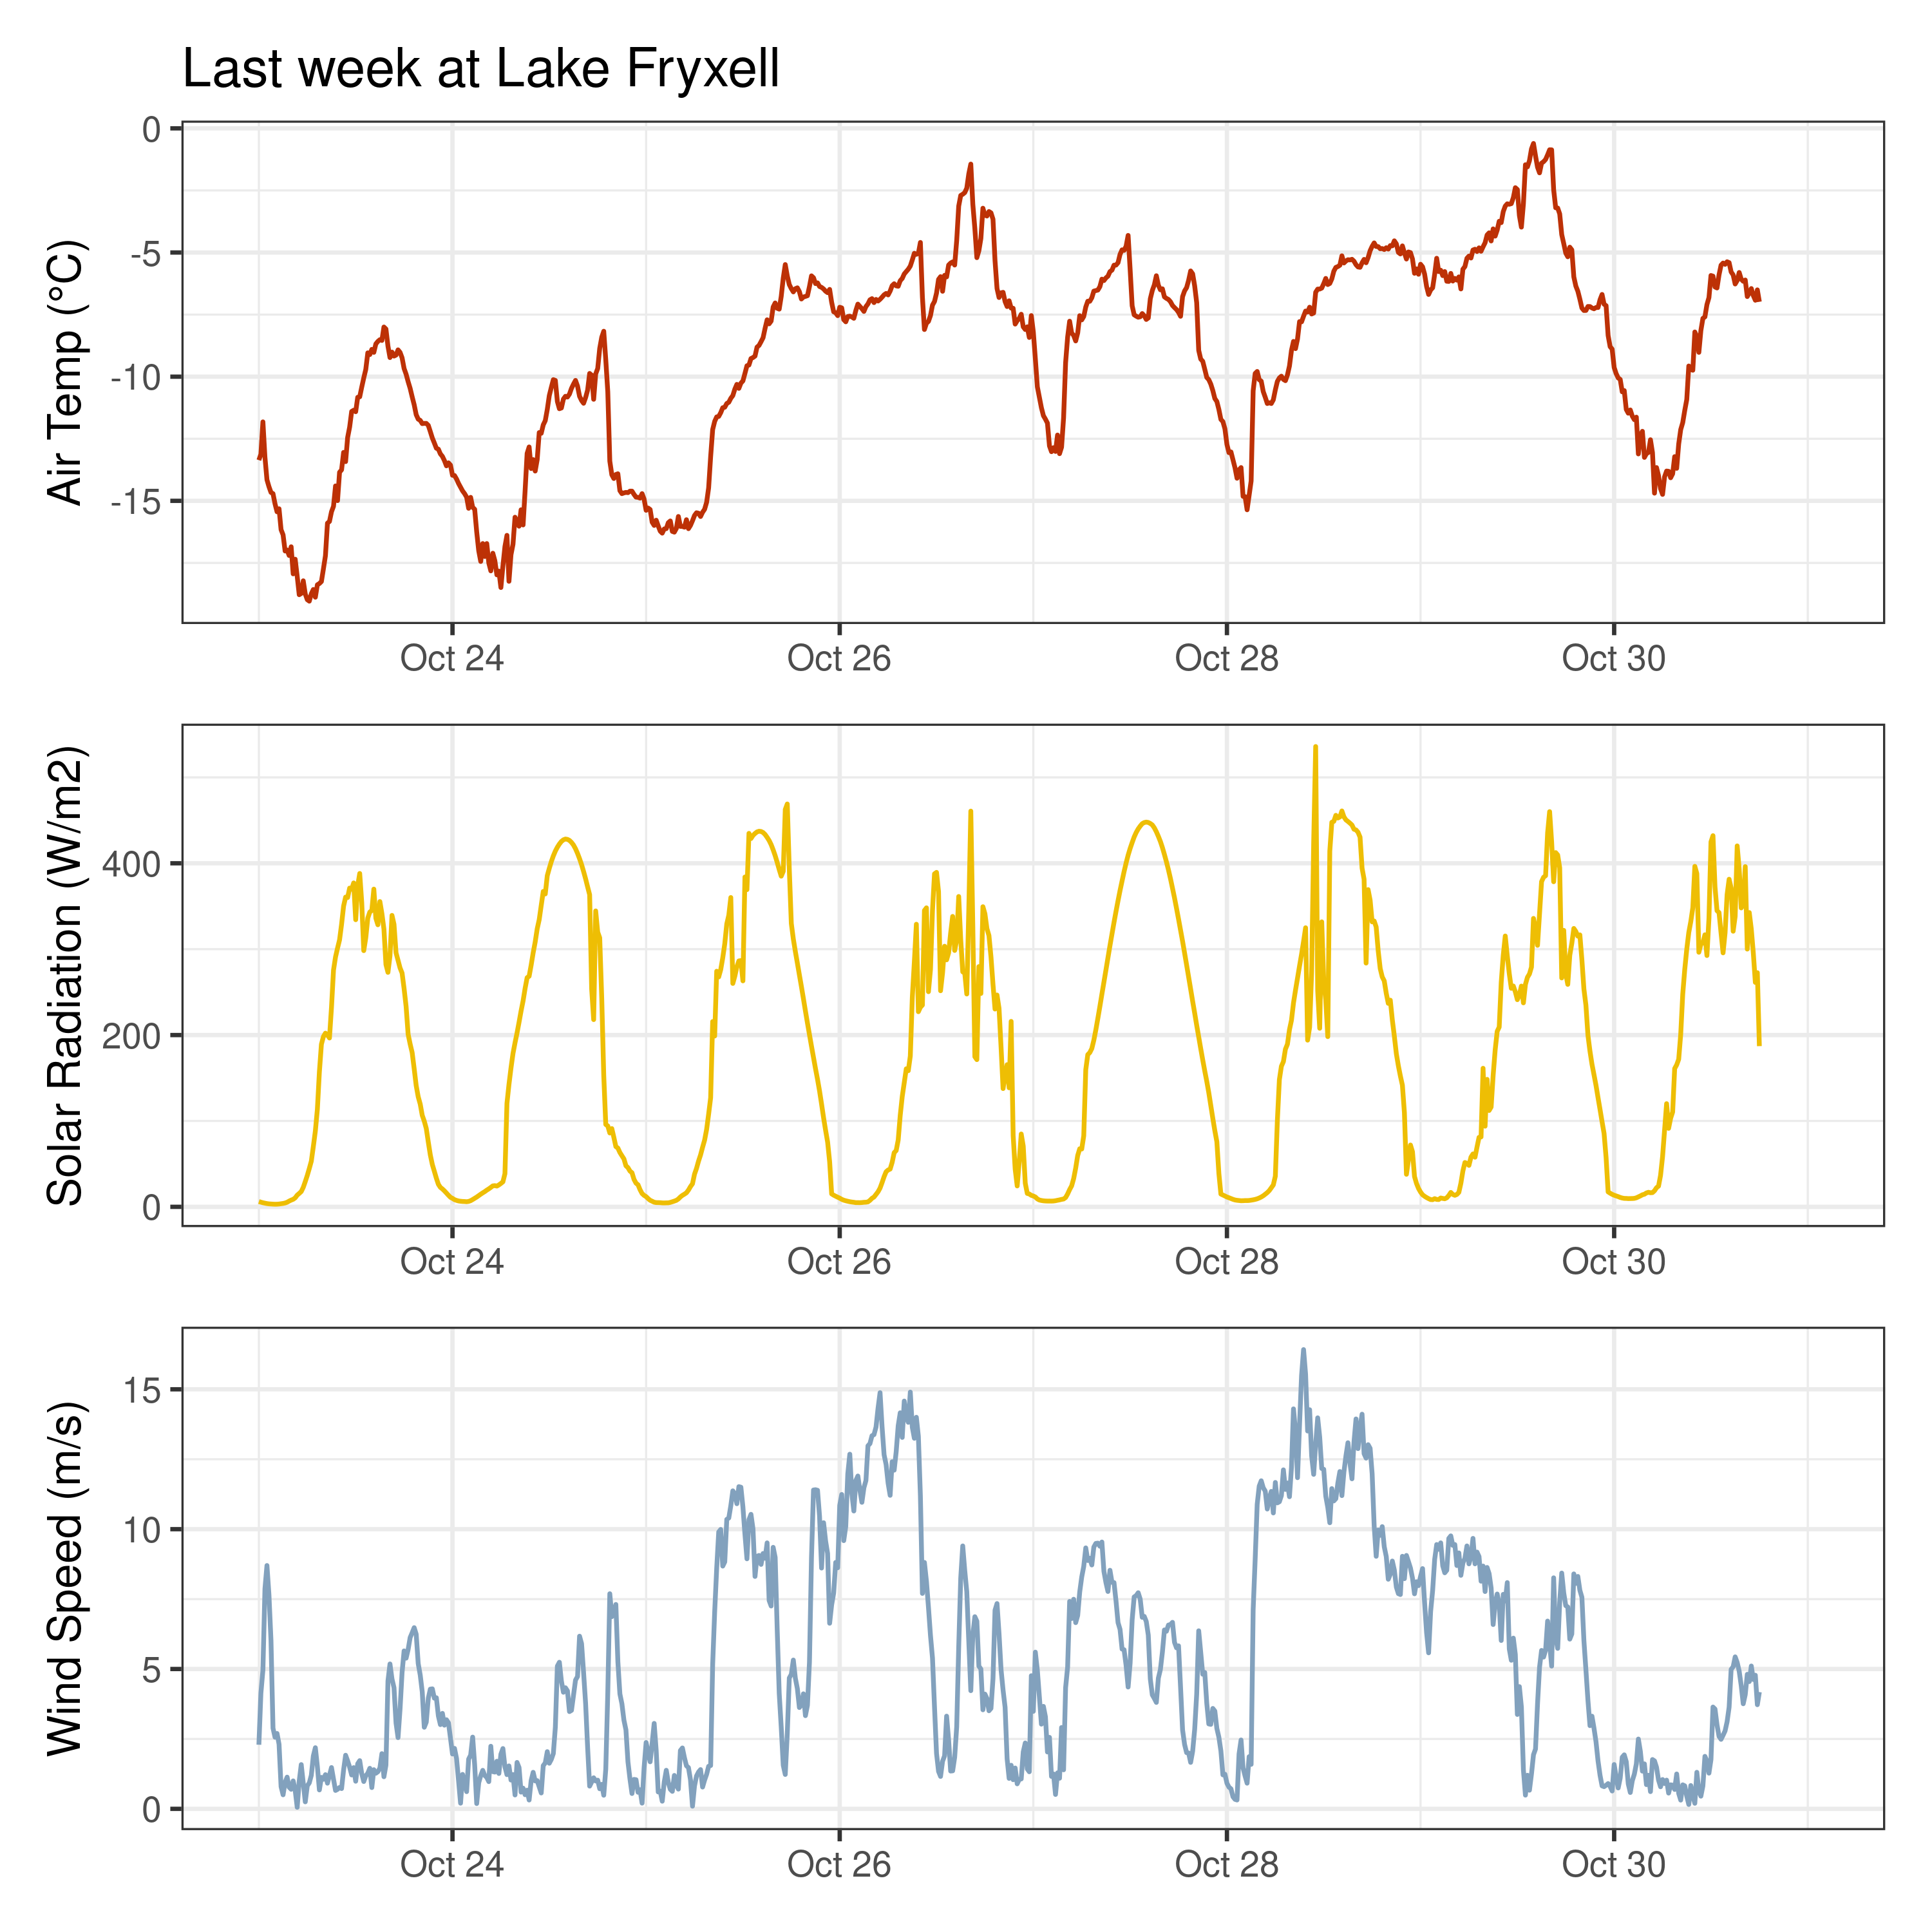 Last week at Lake Fryxell
Air Temp (°C)
0
-5
-10
-15
Oct 24 Oct 26 Oct 28 Oct 30
Solar Radiation (W/m2)
400
200
0
Oct 24 Oct 26 Oct 28 Oct 30
Wind Speed (m/s)
15
10
5
0
Oct 24 Oct 26 Oct 28 Oct 30